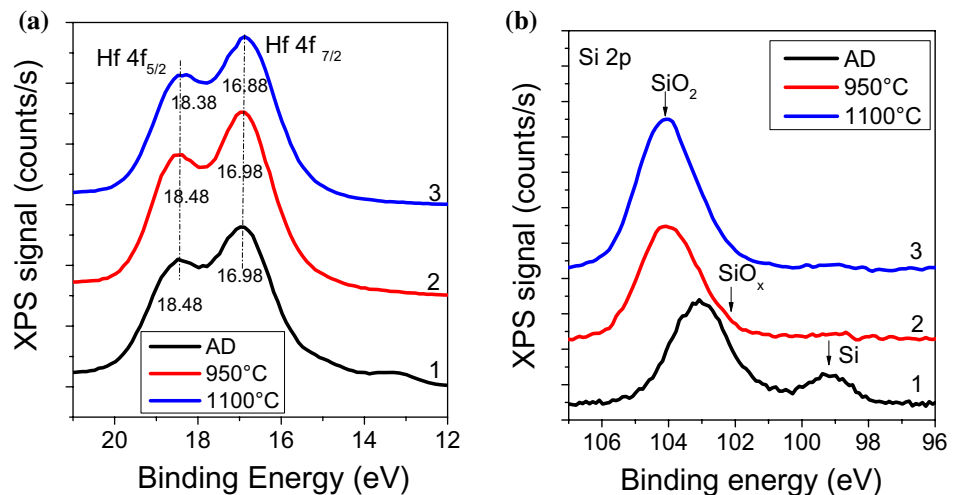 (a)
Hf 4f5/2
Hf 4f 7/2
18.38
16.88
18.48
16.98
18.48
16.98
3
2
1
AD
950°C
1100°C
XPS signal (counts/s)
20 18 16 14 12
Binding Energy (eV)
(b)
Si 2p
SiO2
AD
950°C
1100°C
SiOx
Si
3
2
1
XPS signal (counts/s)
106 104 102 100 98 96
Binding energy (eV)